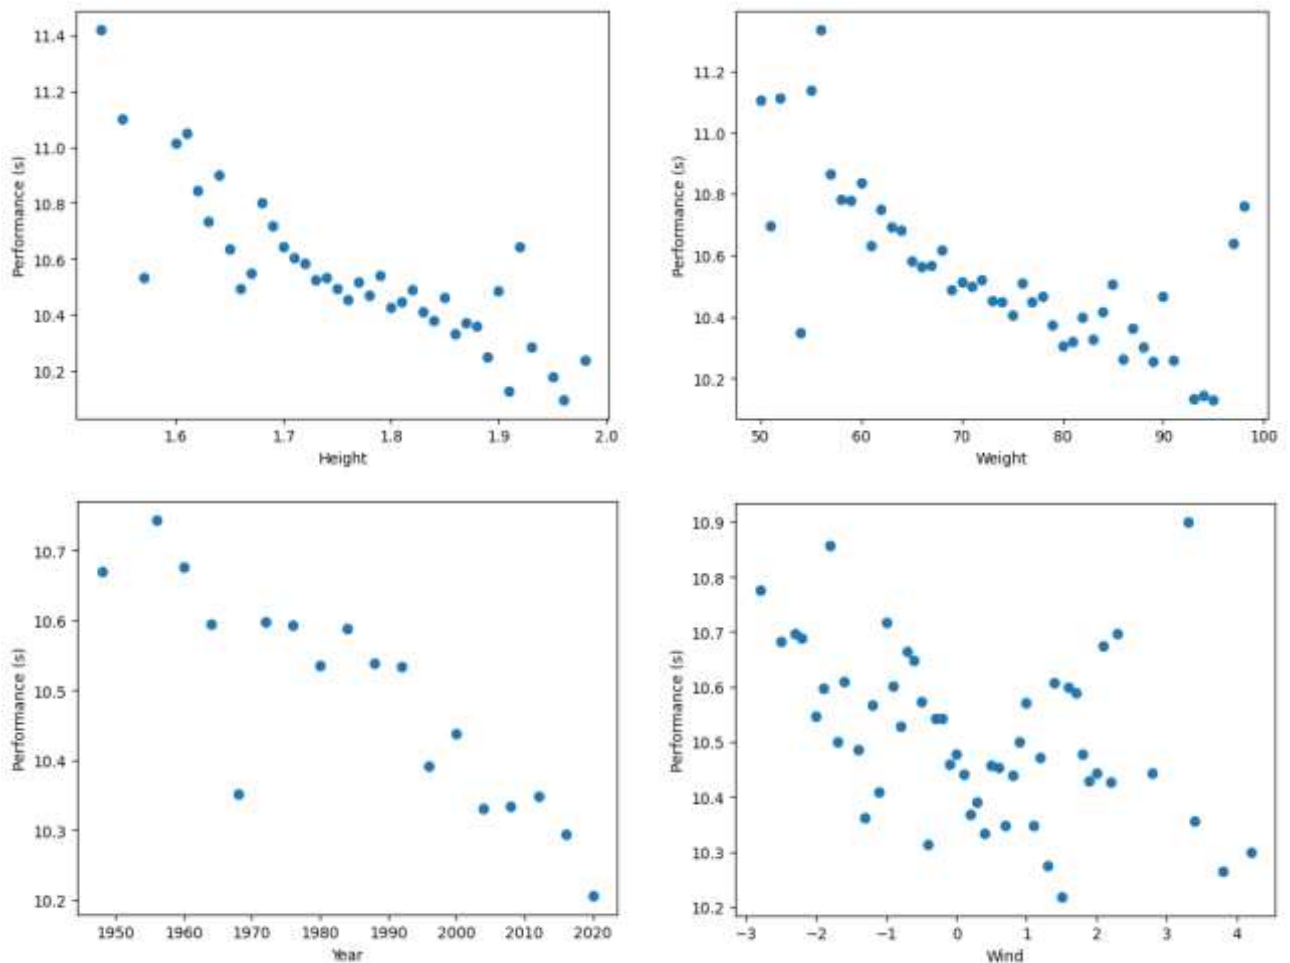 11.4
11.2
11.0
10.8
10.6
10.4
10.2
Performance (s)
1.6 1.7 1.8 1.9 2.0
Height
11.2
11.0
10.8
10.6
10.4
10.2
Performance (s)
50 60 70 80 90 100
Weight
10.7
10.6
10.5
10.4
10.3
10.2
Performance (s)
1950 1960 1970 1980 1990 2000 2010 2020
Year
10.9
10.8
10.7
10.6
10.5
10.4
10.3
10.2
Performance (s)
−3 −2 −1 0 1 2 3 4
Wind